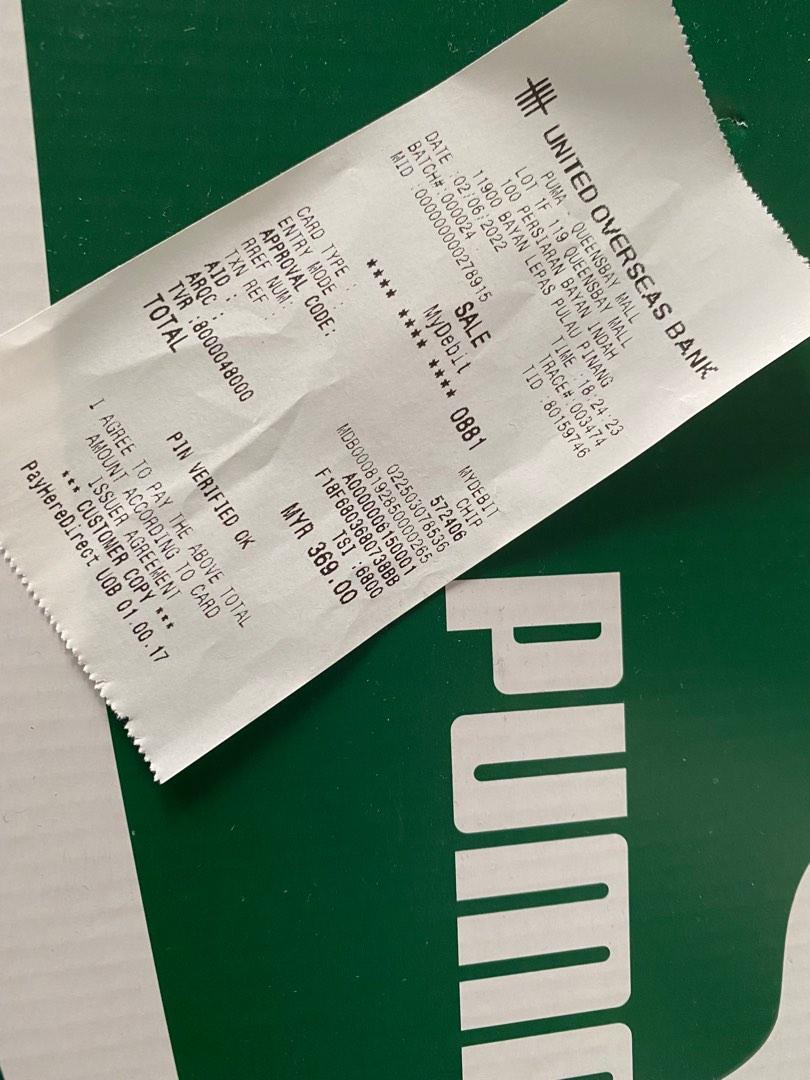 UNITED OVERSEAS BANK
PUMA - QUEENSBAY MALL
LOT 1F 119 QUEENSBAY MALL
100 PERSIARAN BAYAN INDAH
11900 BAYAN LEPAS PULAU PINANG
DATE :02/06/2022 TIME :18:24:23
BATCH# :000024 TRACE# :003474
MID :000000000278915 TID :80159746
SALE
MyDebit
**** **** **** 0881
CARD TYPE : MYDEBIT
ENTRY MODE : CHIP
APPROVAL CODE: 572406
RREF NUM: 022503078536
TXN REF : MDB0008192850000265
AID : A0000006150001
ARQC : F18F6803680738BB
TVR :8000048000 TSI :6800
TOTAL MYR 369.00
PIN VERIFIED OK
I AGREE TO PAY THE ABOVE TOTAL
AMOUNT ACCORDING TO CARD
ISSUER AGREEMENT
*** CUSTOMER COPY ***
PayHereDirect UOB 01.00.17
PUM